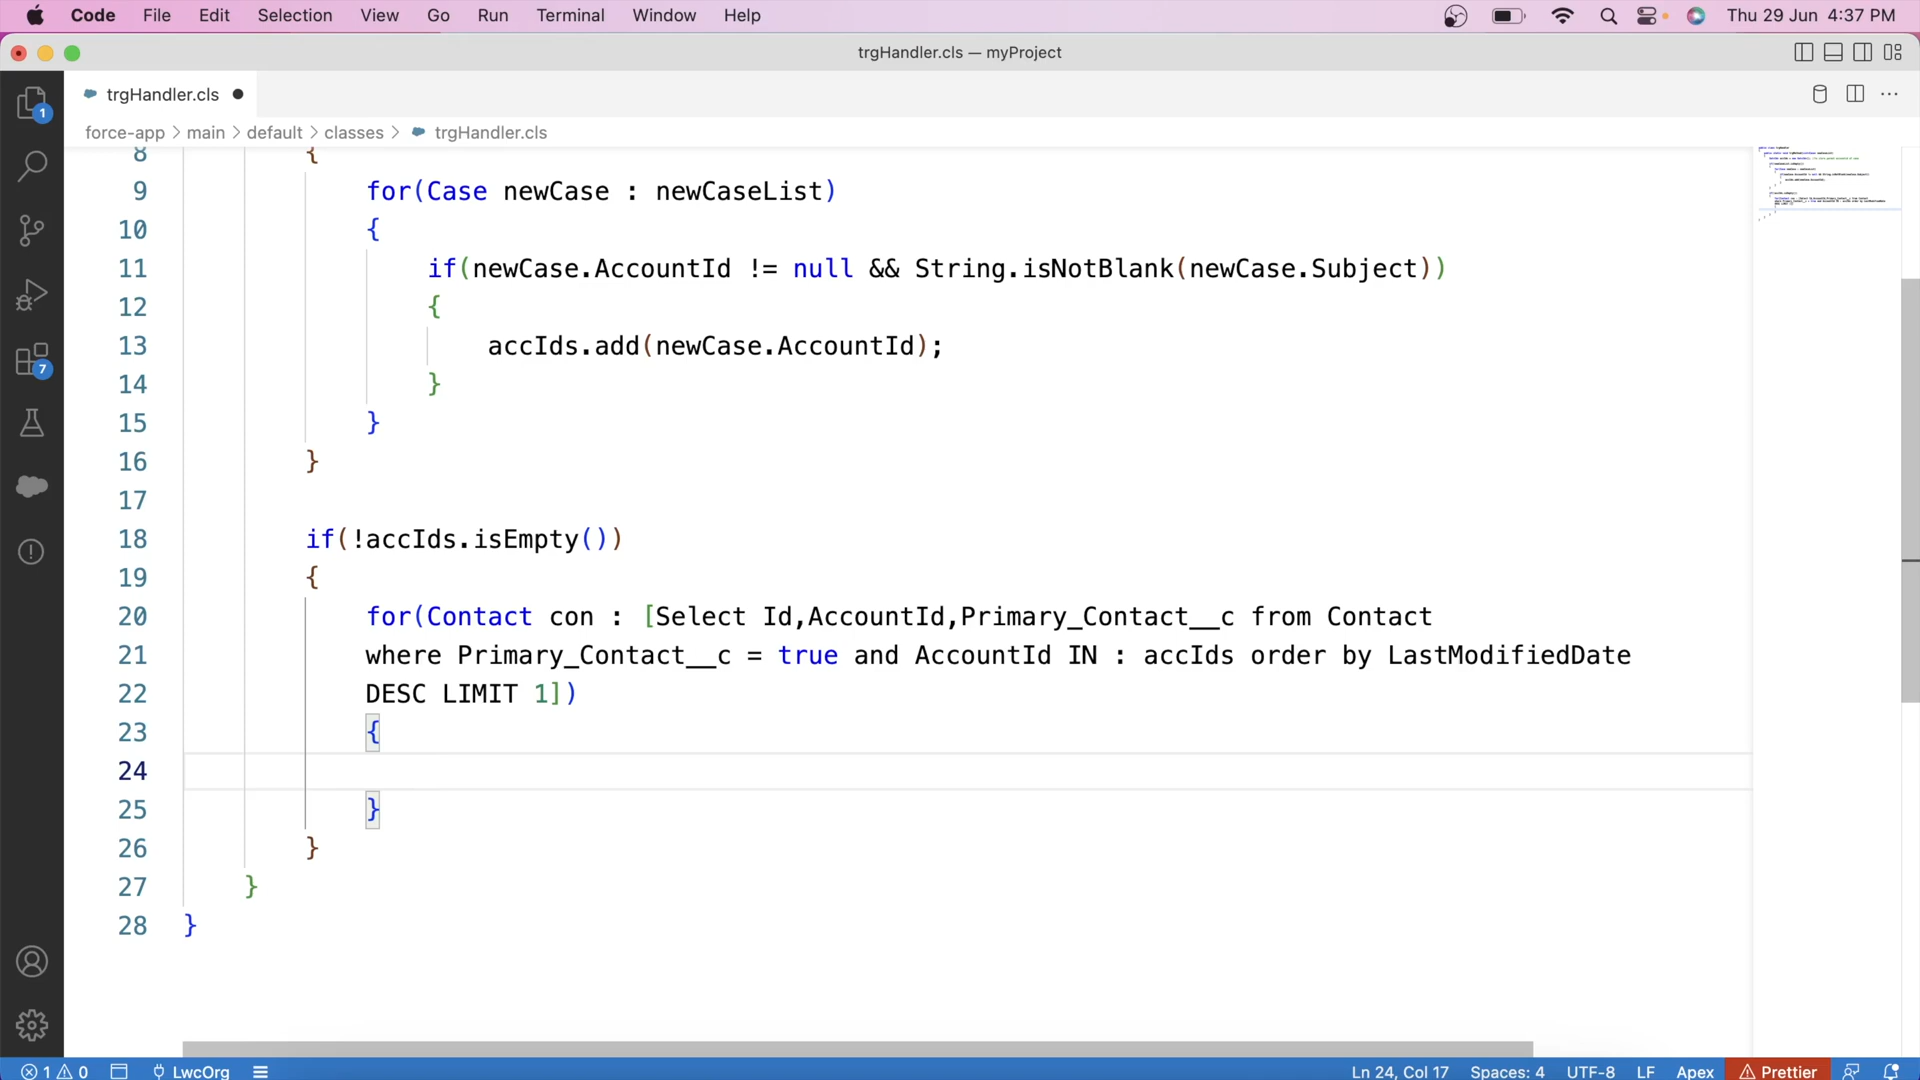 Code File Edit Selection View Go Run Terminal Window Help Thu 29 Jun 4:37 PM
trgHandler.cls — myProject
trgHandler.cls
force-app > main > default > classes > trgHandler.cls
8 {
9 for(Case newCase : newCaseList)
10 {
11 if(newCase.AccountId != null && String.isNotBlank(newCase.Subject))
12 {
13 accIds.add(newCase.AccountId);
14 }
15 }
16 }
17
18 if(!accIds.isEmpty())
19 {
20 for(Contact con : [Select Id,AccountId,Primary_Contact__c from Contact
21 where Primary_Contact__c = true and AccountId IN : accIds order by LastModifiedDate
22 DESC LIMIT 1])
23 {
24
25 }
26 }
27 }
28 }
1
7
1 0 LwcOrg Ln 24, Col 17 Spaces: 4 UTF-8 LF Apex Prettier